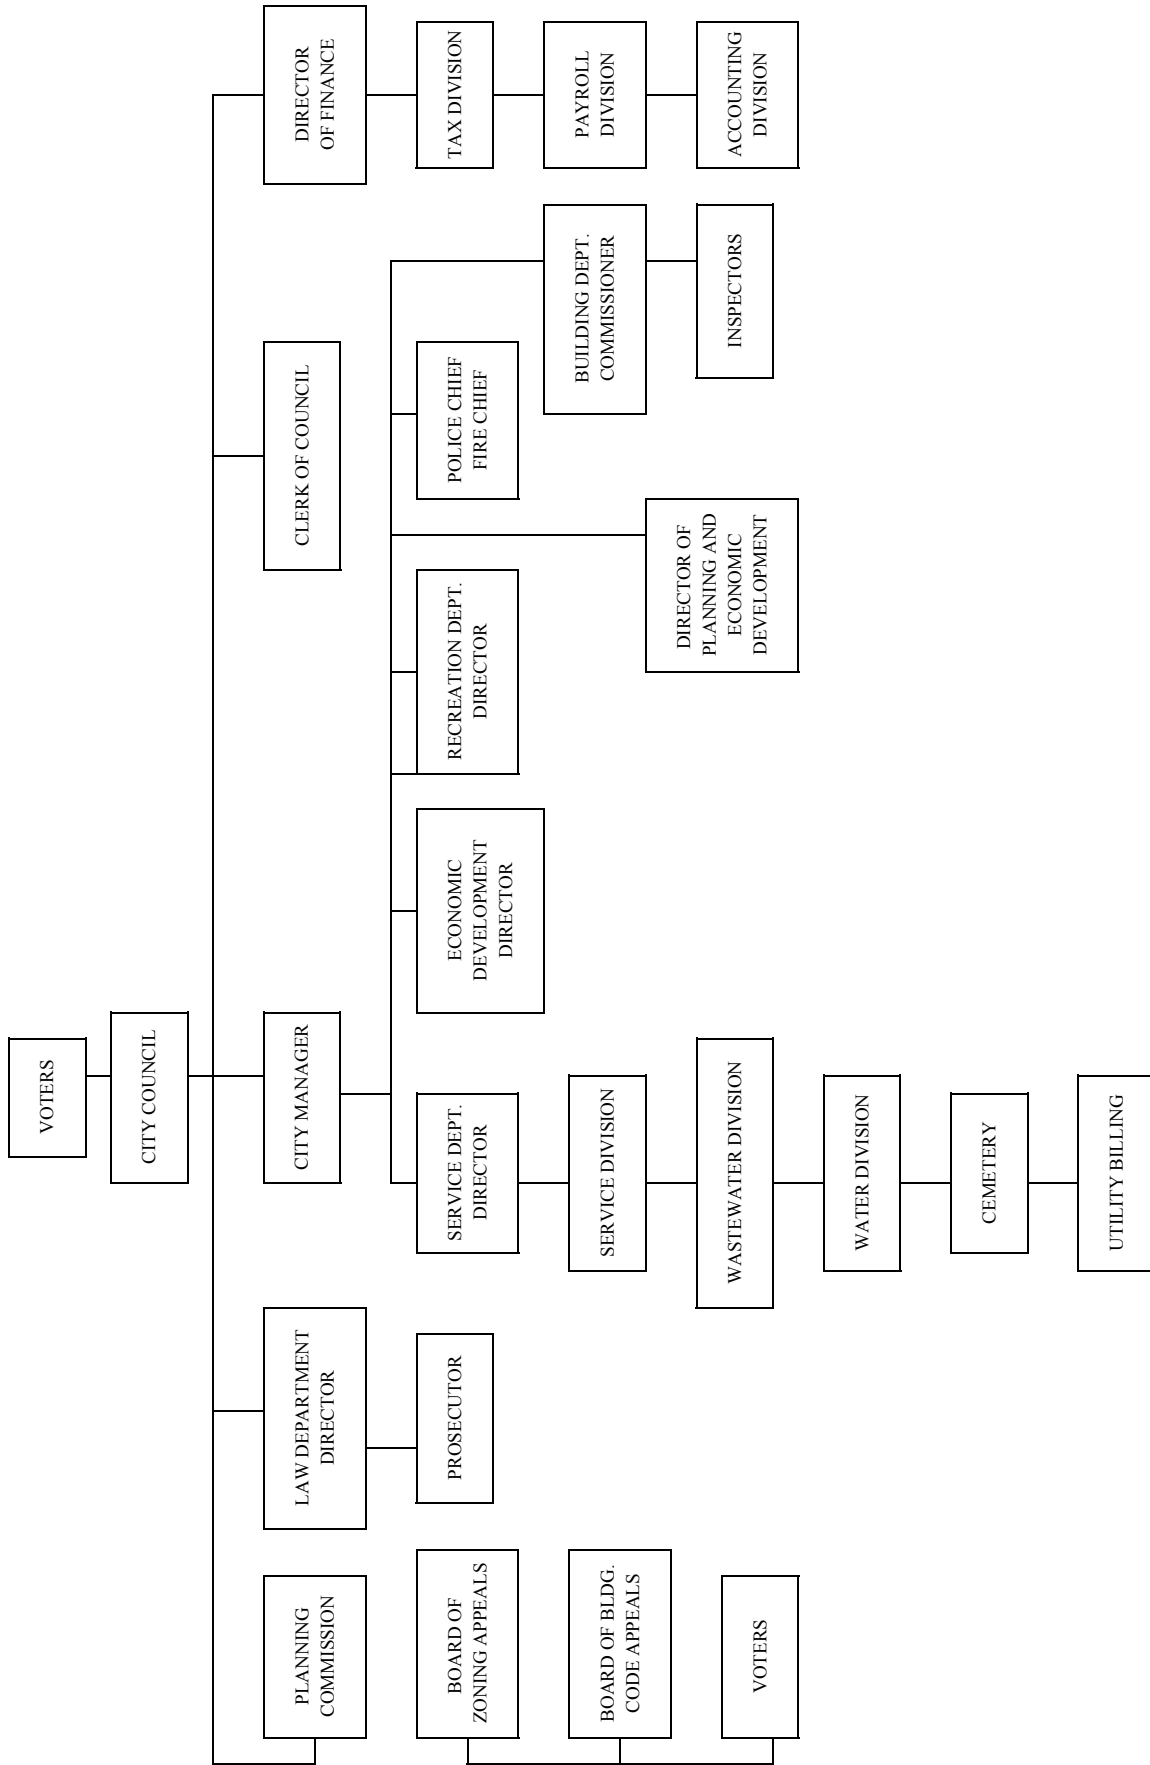 VOTERS
CITY COUNCIL
PLANNING
COMMISSION
LAW DEPARTMENT
DIRECTOR
CITY MANAGER
CLERK OF COUNCIL
DIRECTOR
OF FINANCE
BOARD OF
ZONING APPEALS
PROSECUTOR
SERVICE DEPT.
DIRECTOR
ECONOMIC
DEVELOPMENT
DIRECTOR
RECREATION DEPT.
DIRECTOR
POLICE CHIEF
FIRE CHIEF
TAX DIVISION
BOARD OF BLDG.
CODE APPEALS
SERVICE DIVISION
BUILDING DEPT.
COMMISSIONER
PAYROLL
DIVISION
VOTERS
WASTEWATER DIVISION
DIRECTOR OF
PLANNING AND
ECONOMIC
DEVELOPMENT
INSPECTORS
ACCOUNTING
DIVISION
WATER DIVISION
CEMETERY
UTILITY BILLING